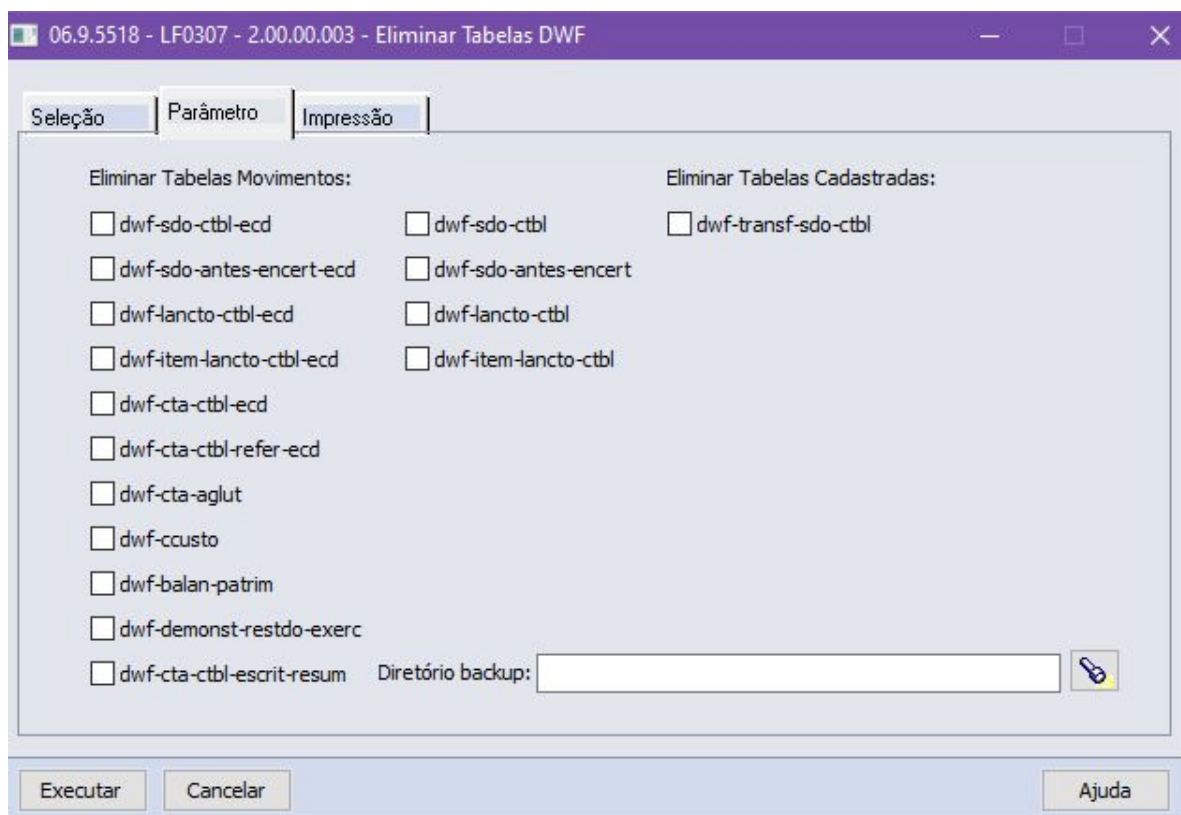 06.9.5518 - LF0307 - 2.00.00.003 - Eliminar Tabelas DWF
Seleção Parâmetro Impressão
Eliminar Tabelas Movimentos: Eliminar Tabelas Cadastradas:
dwf-sdo-ctbl-ecd dwf-sdo-ctbl dwf-transf-sdo-ctbl
dwf-sdo-antes-encert-ecd dwf-sdo-antes-encert
dwf-lancto-ctbl-ecd dwf-lancto-ctbl
dwf-item-lancto-ctbl-ecd dwf-item-lancto-ctbl
dwf-cta-ctbl-ecd
dwf-cta-ctbl-refer-ecd
dwf-cta-aglut
dwf-ccusto
dwf-balan-patrim
dwf-demonst-restdo-exerc
dwf-cta-ctbl-escrit-resum Diretório backup:
Executar Cancelar Ajuda